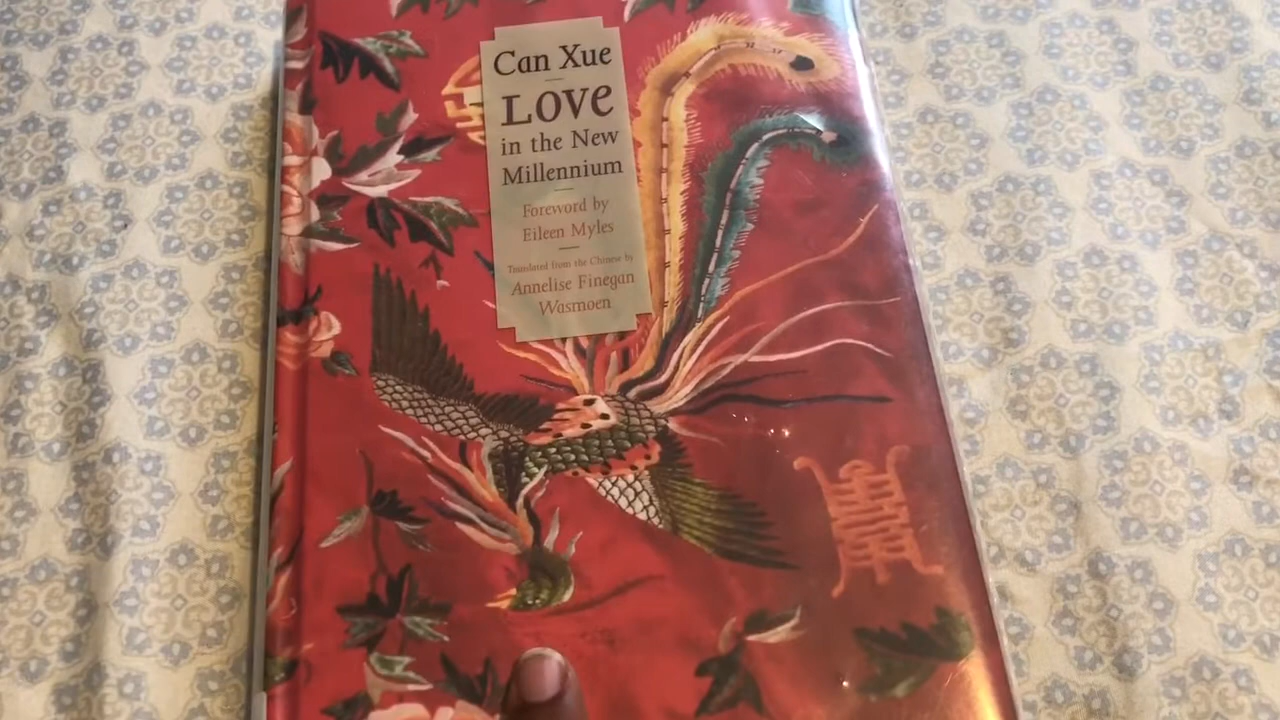 Can Xue
LOVE
in the New
Millennium
Foreword by
Eileen Myles
Translated from the Chinese by
Annelise Finegan
Wasmoen